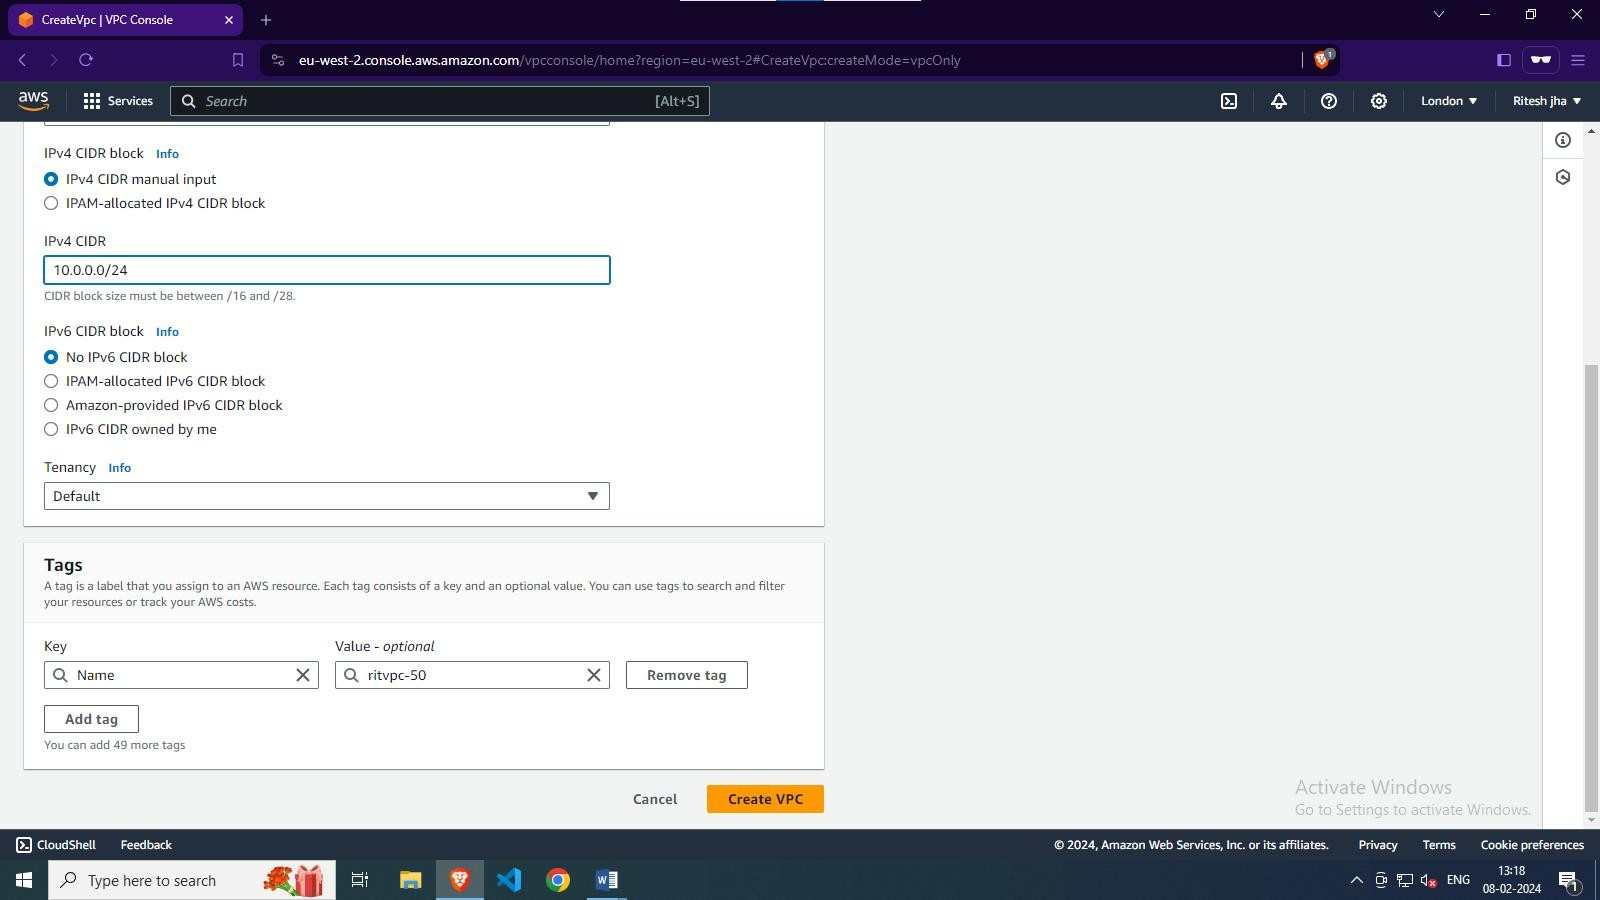 CreateVpc | VPC Console
eu-west-2.console.aws.amazon.com/vpcconsole/home?region=eu-west-2#CreateVpc:createMode=vpcOnly
1
aws
Services
Search
[Alt+S]
London
Ritesh jha
IPv4 CIDR block Info
IPv4 CIDR manual input
IPAM-allocated IPv4 CIDR block
IPv4 CIDR
10.0.0.0/24
CIDR block size must be between /16 and /28.
IPv6 CIDR block Info
No IPv6 CIDR block
IPAM-allocated IPv6 CIDR block
Amazon-provided IPv6 CIDR block
IPv6 CIDR owned by me
Tenancy Info
Default
Tags
A tag is a label that you assign to an AWS resource. Each tag consists of a key and an optional value. You can use tags to search and filter
your resources or track your AWS costs.
Key
Value - optional
Name
ritvpc-50
Remove tag
Add tag
You can add 49 more tags
Cancel
Create VPC
Activate Windows
Go to Settings to activate Windows.
CloudShell
Feedback
© 2024, Amazon Web Services, Inc. or its affiliates.
Privacy
Terms
Cookie preferences
Type here to search
ENG
13:18
08-02-2024
1